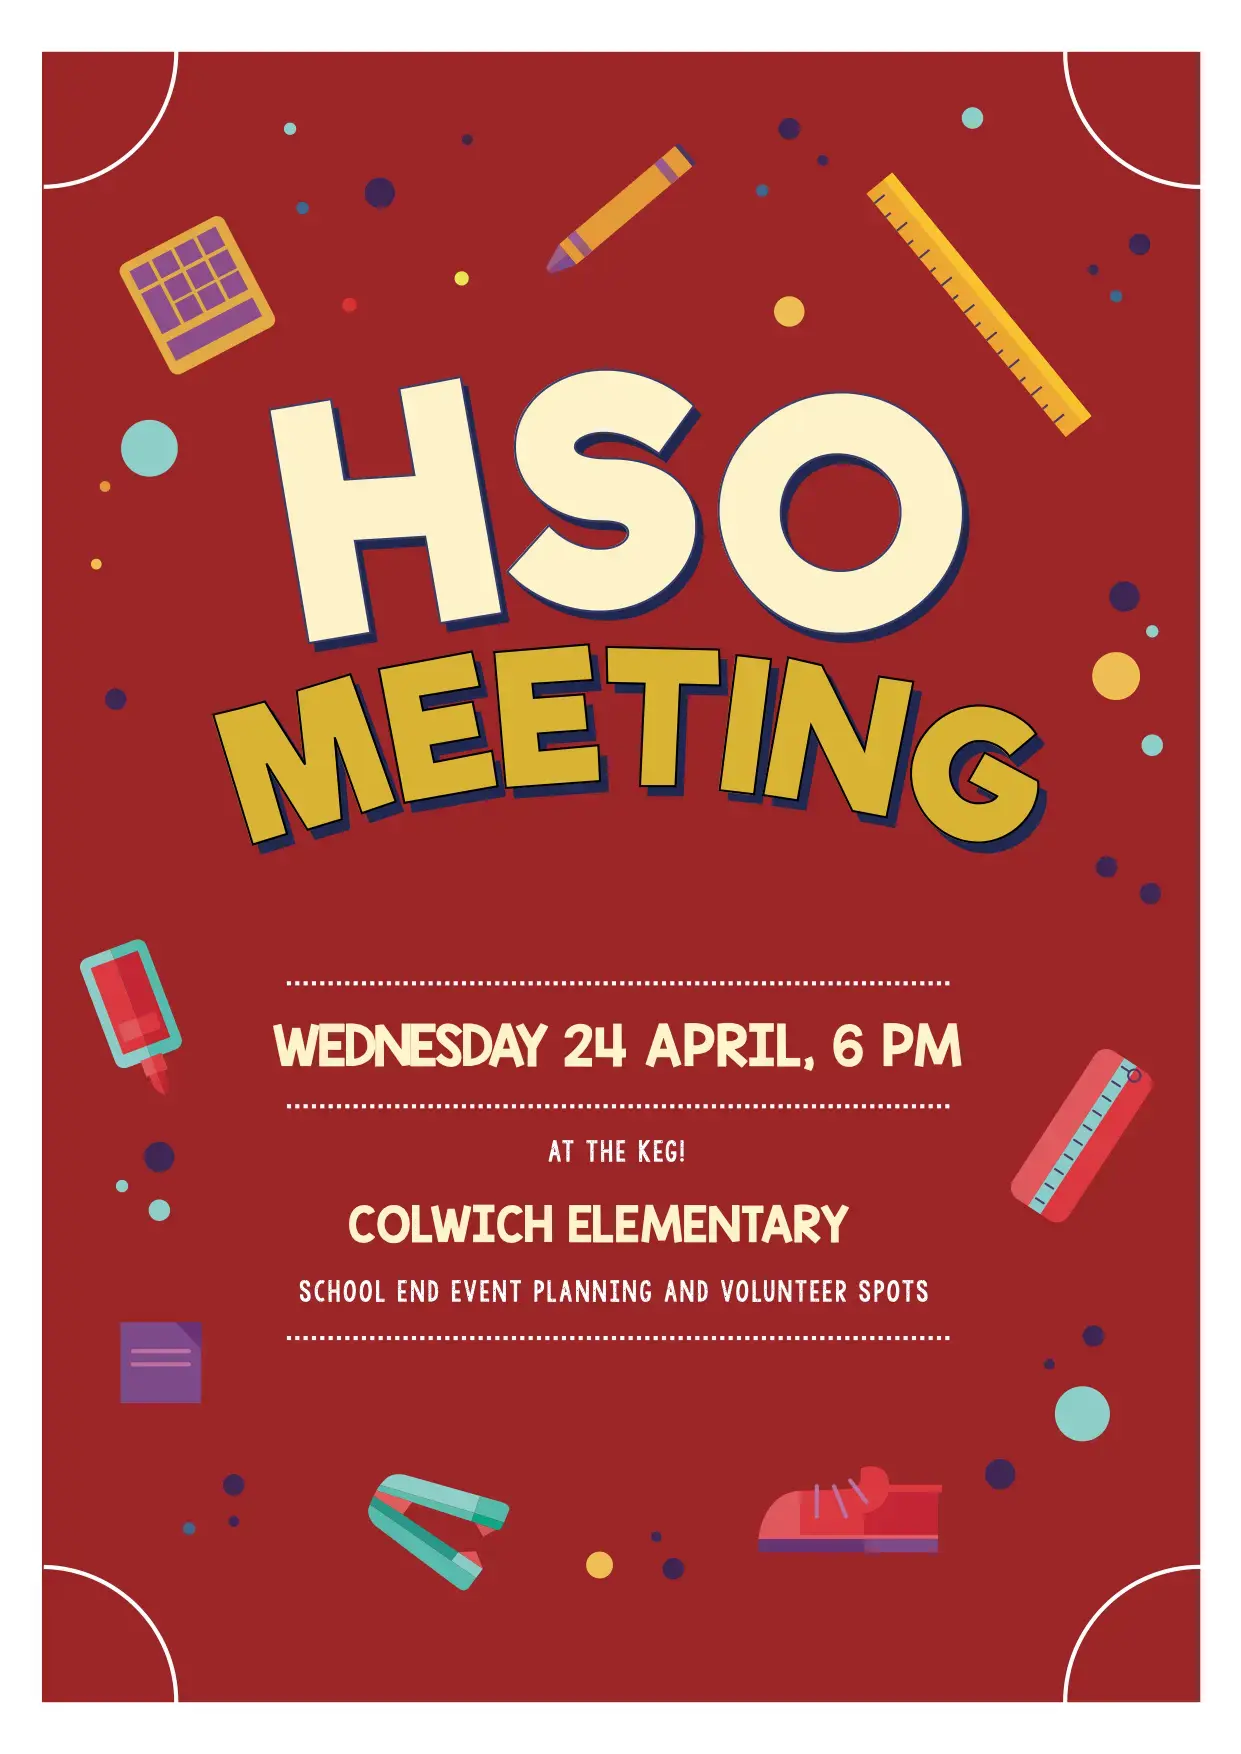 HSO
MEETING
WEDNESDAY 24 APRIL, 6 PM
AT THE KEG!
COLWICH ELEMENTARY
SCHOOL END EVENT PLANNING AND VOLUNTEER SPOTS